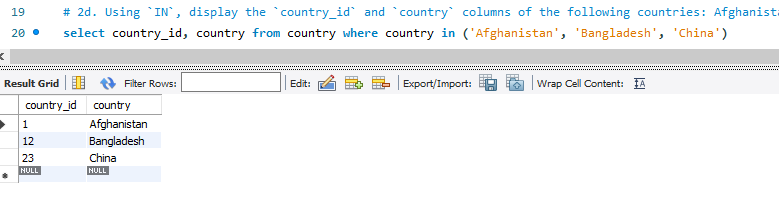 19 # 2d. Using `IN`, display the `country_id` and `country` columns of the following countries: Afghanista
20 select country_id, country from country where country in ('Afghanistan', 'Bangladesh', 'China')
Result Grid Filter Rows: Edit: Export/Import: Wrap Cell Content: IA
country_id country
1 Afghanistan
12 Bangladesh
23 China
NULL NULL